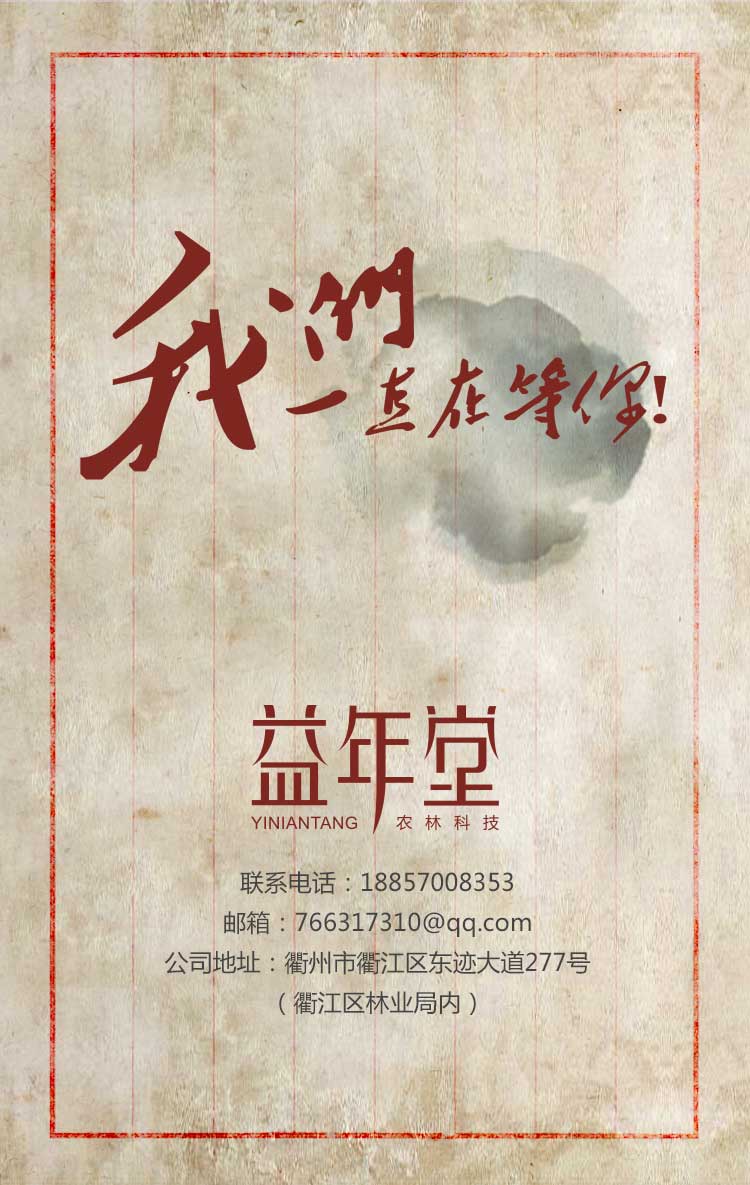 我们
一直在等你!
益年堂
YINIANTANG 农林科技
联系电话：18857008353
邮箱：766317310@qq.com
公司地址：衢州市衢江区东迹大道277号
（衢江区林业局内）